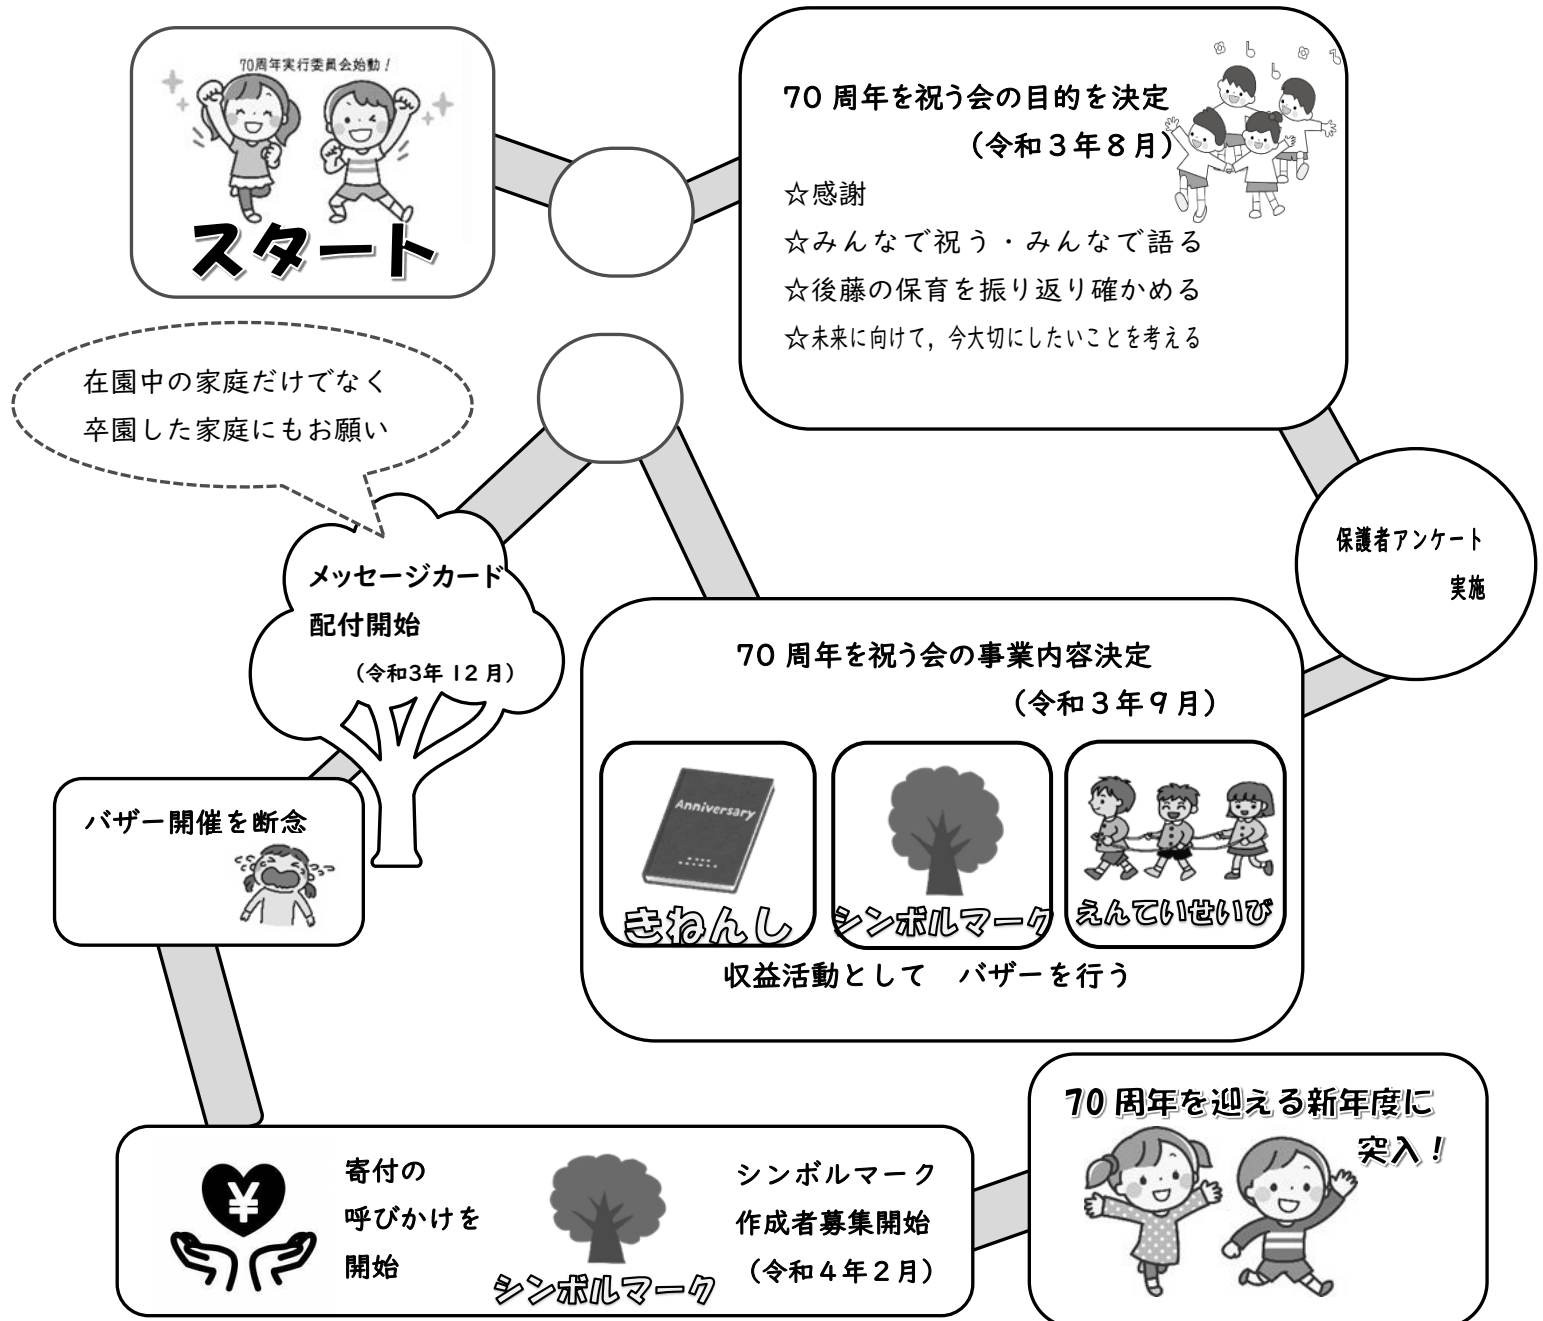 70周年実行委員会始動！
スタート
70 周年を祝う会の目的を決定
（令和３年８月）
☆感謝
☆みんなで祝う・みんなで語る
☆後藤の保育を振り返り確かめる
☆未来に向けて，今大切にしたいことを考える
保護者アンケート
実施
70 周年を祝う会の事業内容決定
（令和３年９月）
Anniversary
きねんし
シンボルマーク
えんていせいび
収益活動として　バザーを行う
在園中の家庭だけでなく
卒園した家庭にもお願い
メッセージカード
配付開始
（令和3年 12 月）
バザー開催を断念
¥
寄付の
呼びかけを
開始
シンボルマーク
シンボルマーク
作成者募集開始
（令和４年２月）
70 周年を迎える新年度に
突入！